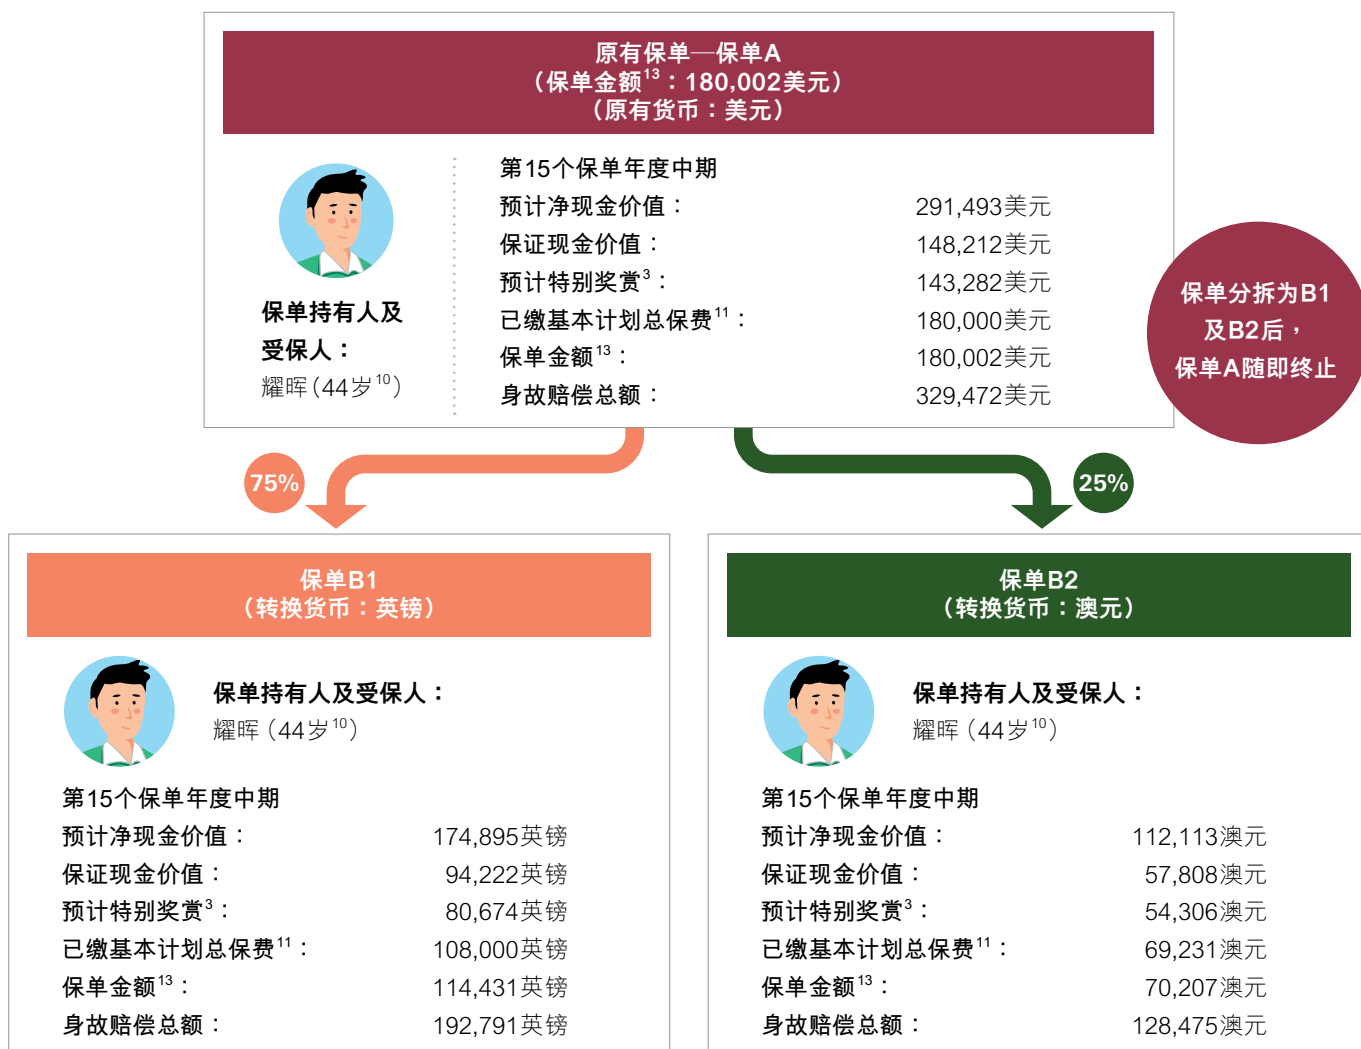 原有保单—保单A
（保单金额13：180,002美元）
（原有货币：美元）
第15个保单年度中期
预计净现金价值： 291,493美元
保证现金价值： 148,212美元
预计特别奖赏3： 143,282美元
已缴基本计划总保费11： 180,000美元
保单金额13： 180,002美元
身故赔偿总额： 329,472美元
保单持有人及
受保人：
耀晖（44岁10）
保单分拆为B1
及B2后，
保单A随即终止
75%
25%
保单B1
（转换货币：英镑）
保单持有人及受保人：
耀晖（44岁10）
第15个保单年度中期
预计净现金价值： 174,895英镑
保证现金价值： 94,222英镑
预计特别奖赏3： 80,674英镑
已缴基本计划总保费11： 108,000英镑
保单金额13： 114,431英镑
身故赔偿总额： 192,791英镑
保单B2
（转换货币：澳元）
保单持有人及受保人：
耀晖（44岁10）
第15个保单年度中期
预计净现金价值： 112,113澳元
保证现金价值： 57,808澳元
预计特别奖赏3： 54,306澳元
已缴基本计划总保费11： 69,231澳元
保单金额13： 70,207澳元
身故赔偿总额： 128,475澳元